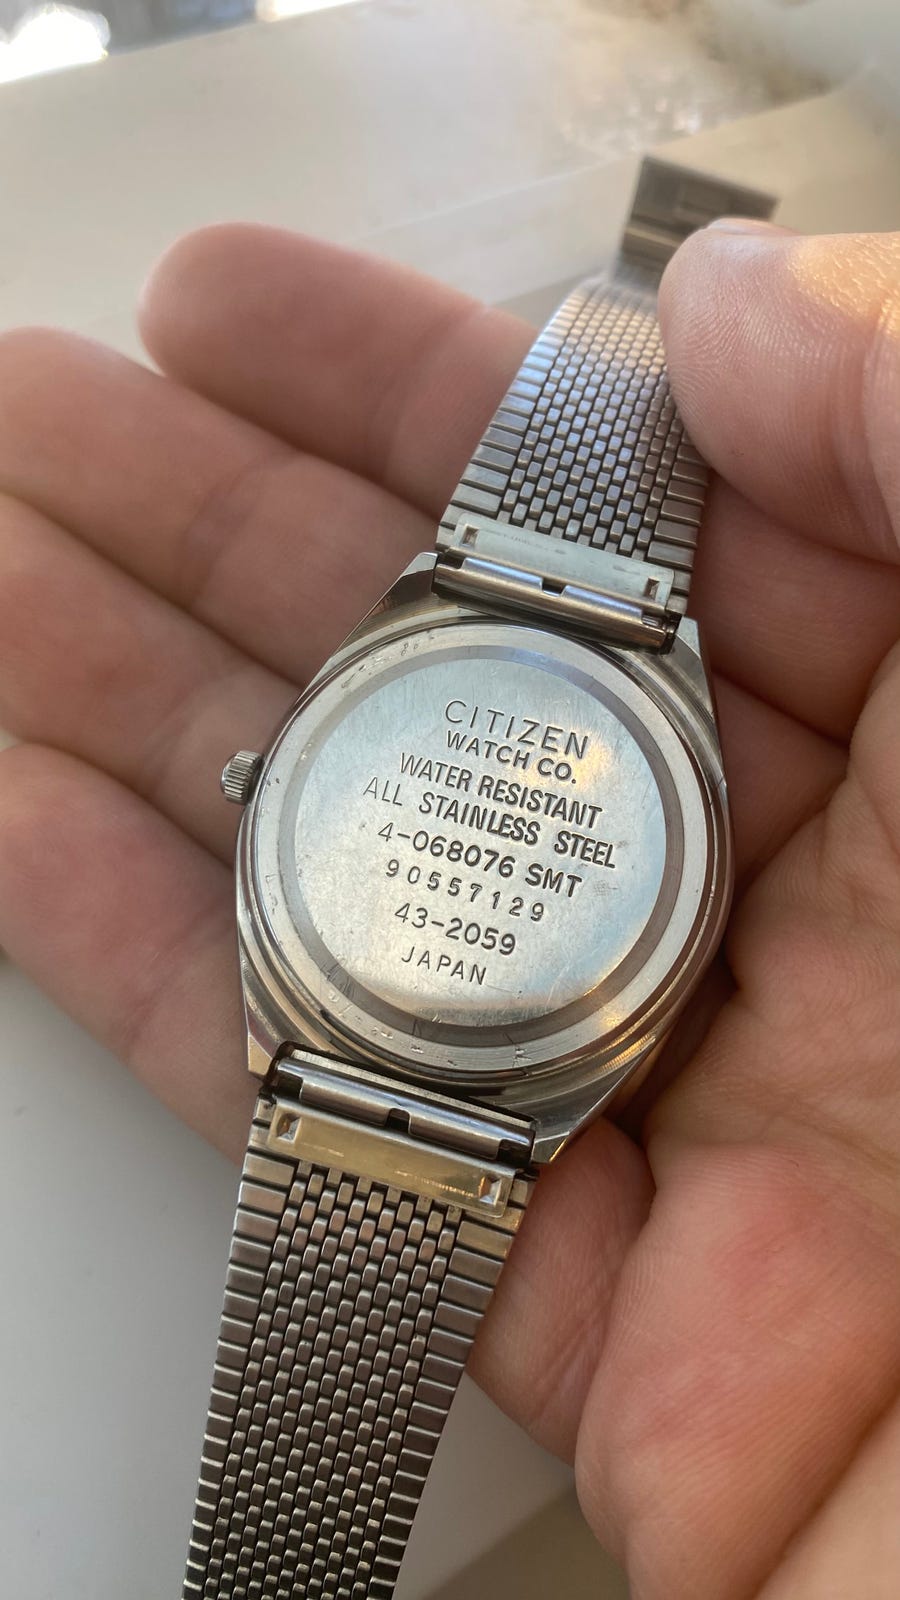 CITIZEN
WATCH CO.
WATER RESISTANT
ALL STAINLESS STEEL
4-068076 SMT
90557129
43-2059
JAPAN